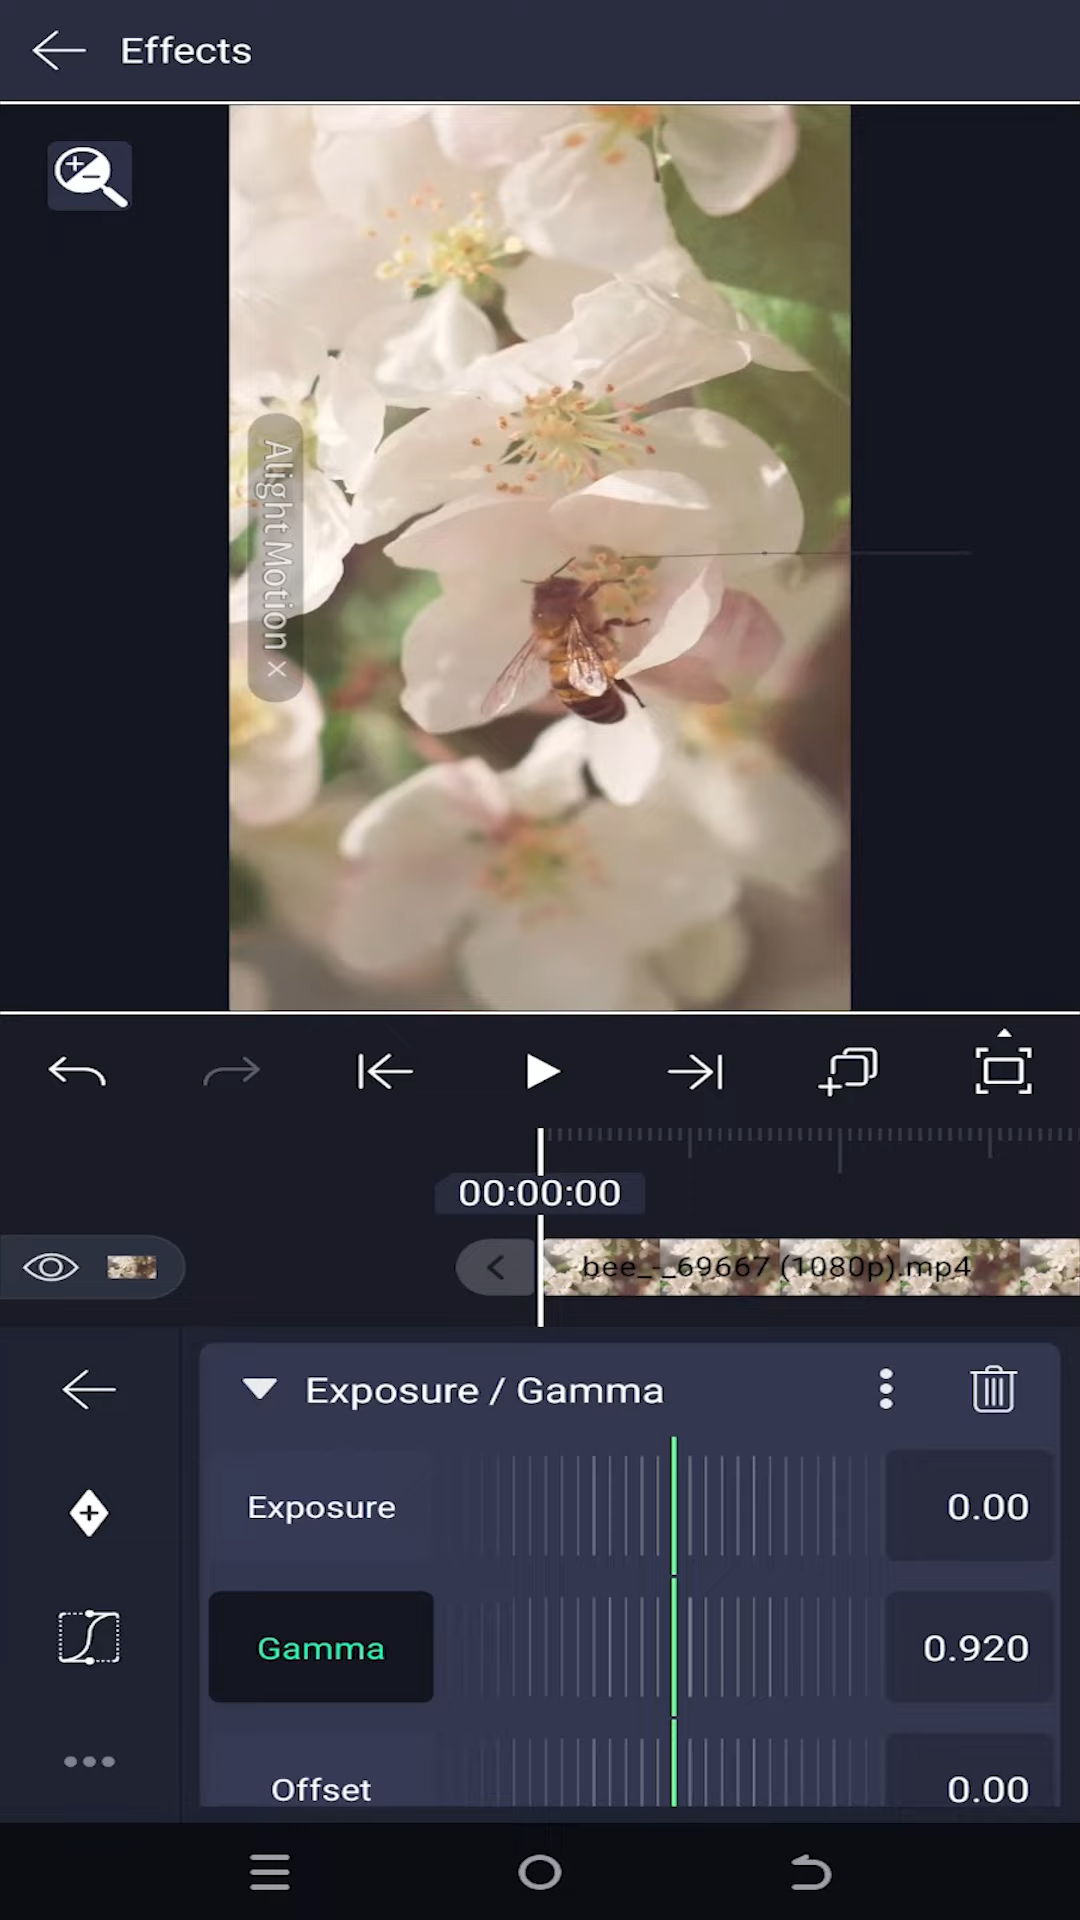 Effects
Alight Motion ×
00:00:00
bee_-_69667 (1080p).mp4
Exposure / Gamma
Exposure
0.00
Gamma
0.920
Offset
0.00